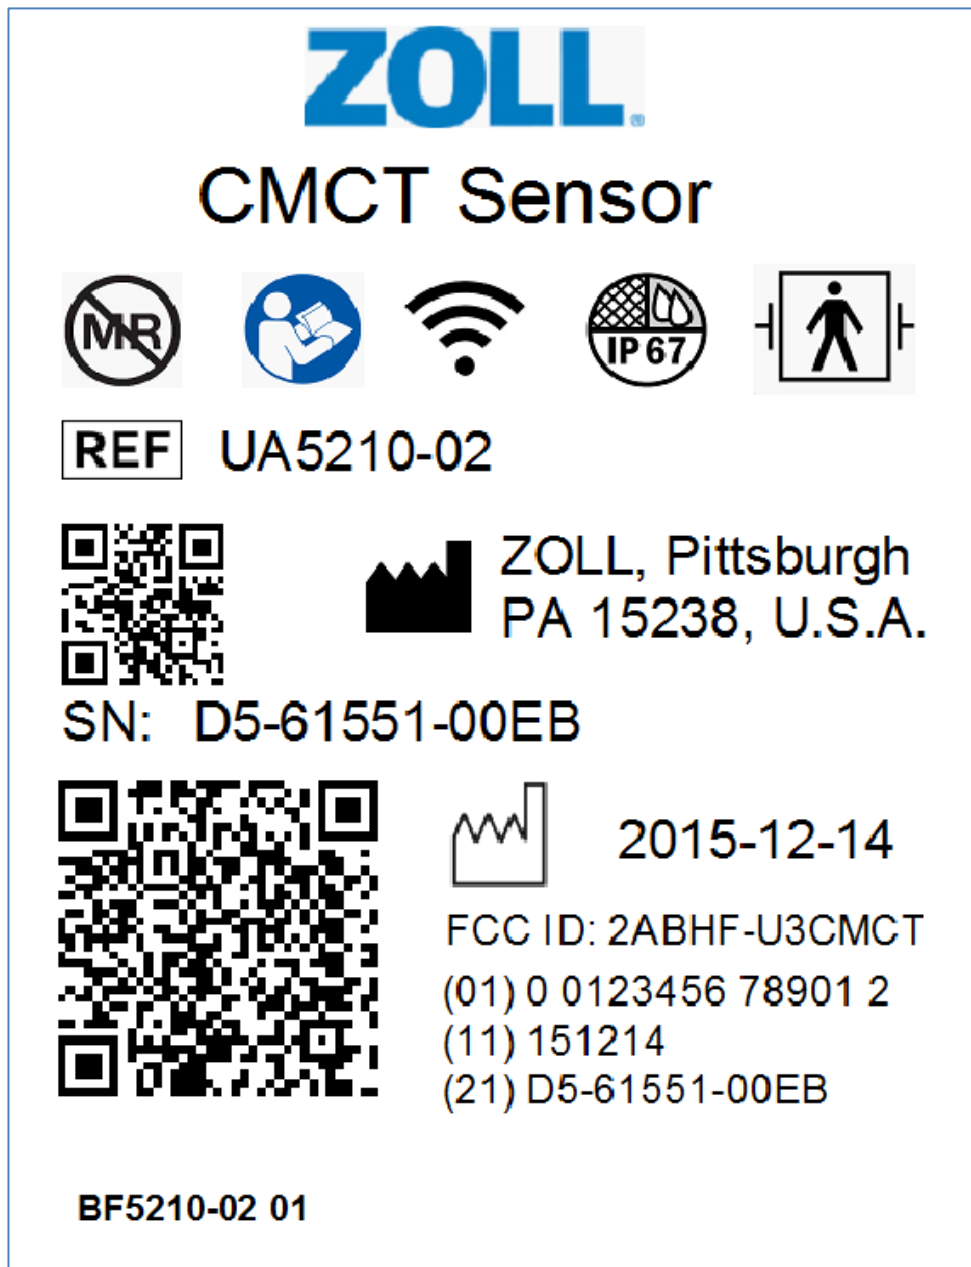 ZOLL®
CMCT Sensor
MR
IP 67
REF UA5210-02
ZOLL, Pittsburgh
PA 15238, U.S.A.
SN: D5-61551-00EB
2015-12-14
FCC ID: 2ABHF-U3CMCT
(01) 0 0123456 78901 2
(11) 151214
(21) D5-61551-00EB
BF5210-02 01